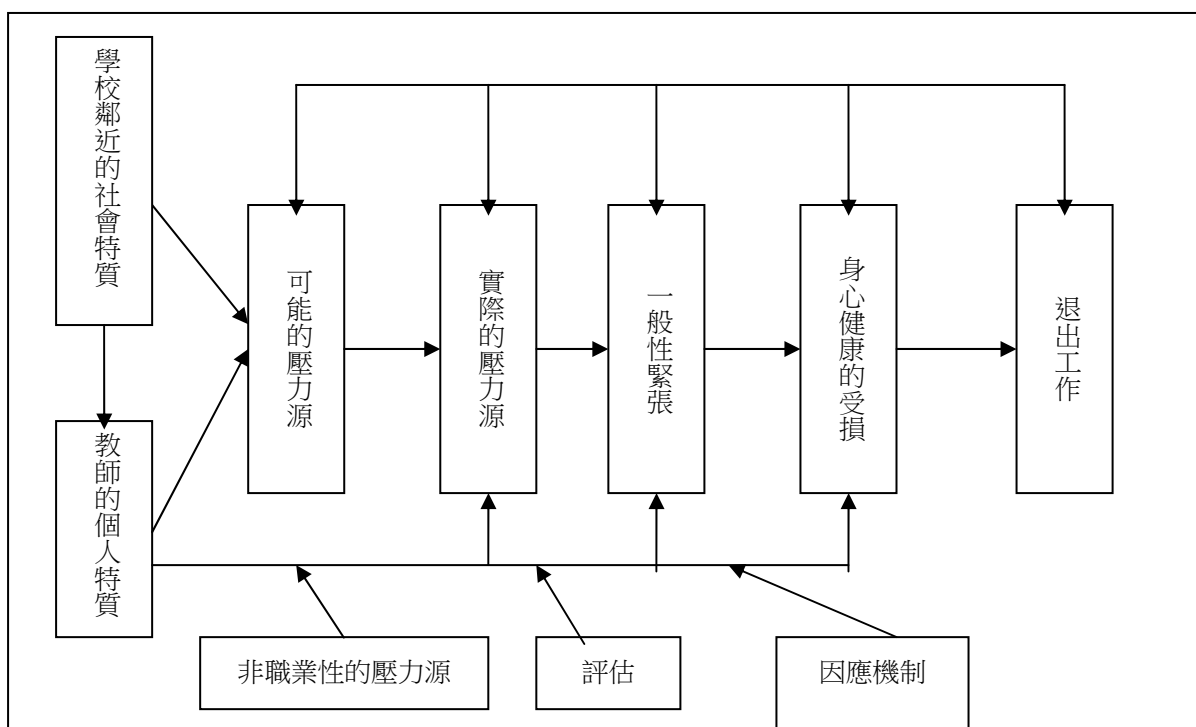 學校鄰近的社會特質
可能的壓力源
實際的壓力源
一般性緊張
身心健康的受損
退出工作
教師的個人特質
非職業性的壓力源
評估
因應機制